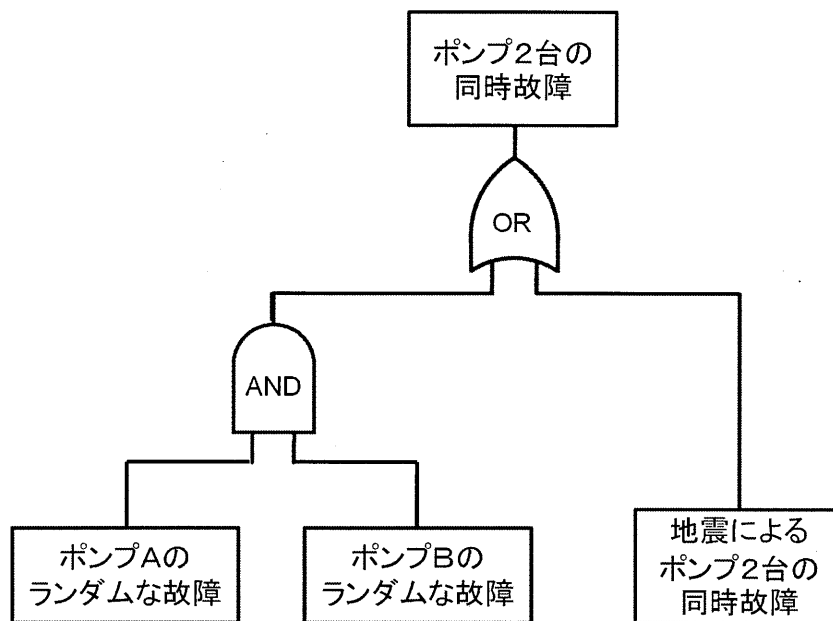 ポンプ2台の
同時故障
OR
AND
ポンプAの
ランダムな故障
ポンプBの
ランダムな故障
地震による
ポンプ2台の
同時故障